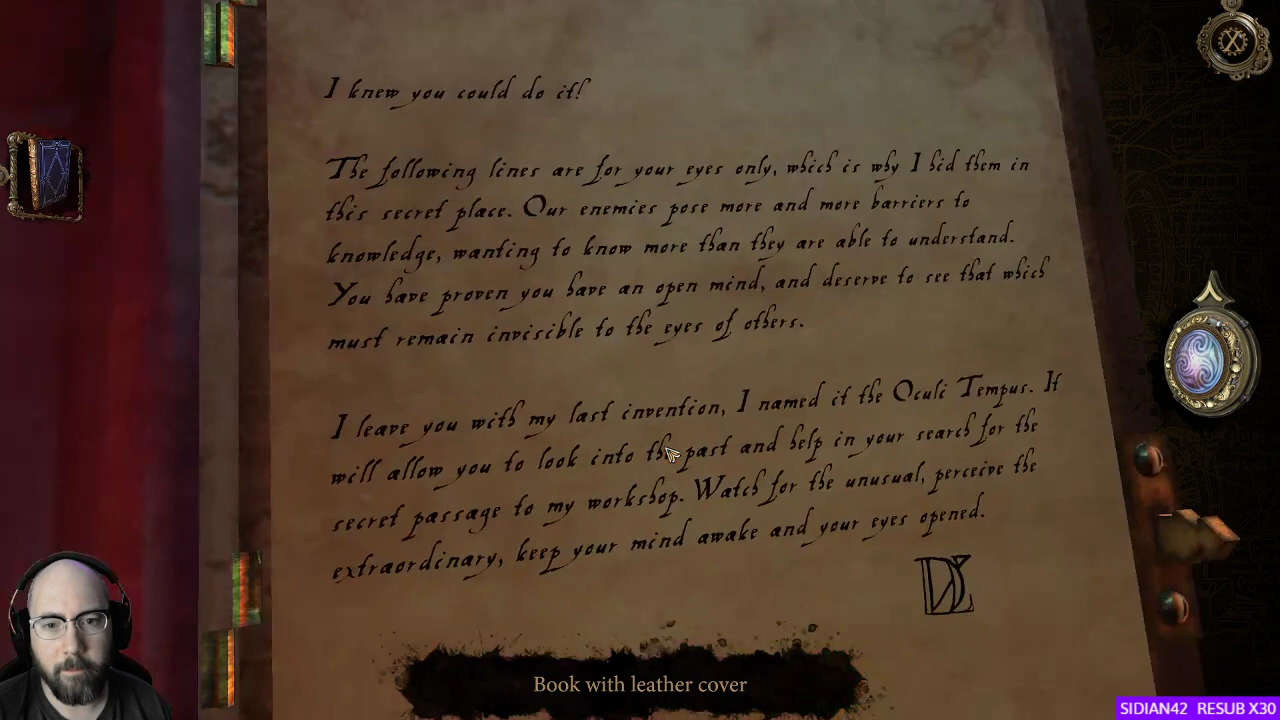 I knew you could do it!
The following lines are for your eyes only, which is why I hid them in
this secret place. Our enemies pose more and more barriers to
knowledge, wanting to know more than they are able to understand.
You have proven you have an open mind, and deserve to see that which
must remain invisible to the eyes of others.
I leave you with my last invention, I named it the Oculi Tempus. It
will allow you to look into the past and help in your search for the
secret passage to my workshop. Watch for the unusual, perceive the
extraordinary, keep your mind awake and your eyes opened.
Book with leather cover
SIDIAN42 RESUB X30